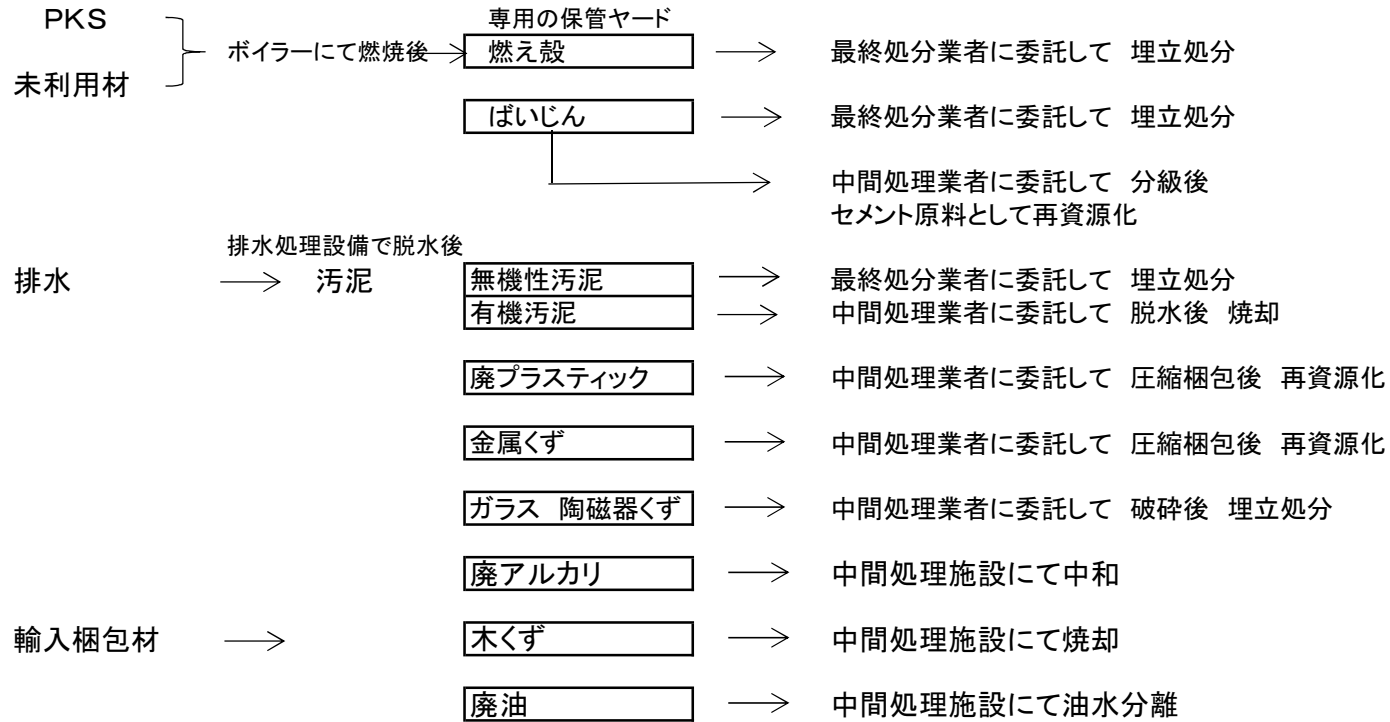 PKS
専用の保管ヤード
ボイラーにて燃焼後
燃え殻
最終処分業者に委託して 埋立処分
未利用材
ばいじん
最終処分業者に委託して 埋立処分
中間処理業者に委託して 分級後
セメント原料として再資源化
排水処理設備で脱水後
排水
汚泥
無機性汚泥
最終処分業者に委託して 埋立処分
有機汚泥
中間処理業者に委託して 脱水後 焼却
廃プラスティック
中間処理業者に委託して 圧縮梱包後 再資源化
金属くず
中間処理業者に委託して 圧縮梱包後 再資源化
ガラス 陶磁器くず
中間処理業者に委託して 破砕後 埋立処分
廃アルカリ
中間処理施設にて中和
輸入梱包材
木くず
中間処理施設にて焼却
廃油
中間処理施設にて油水分離